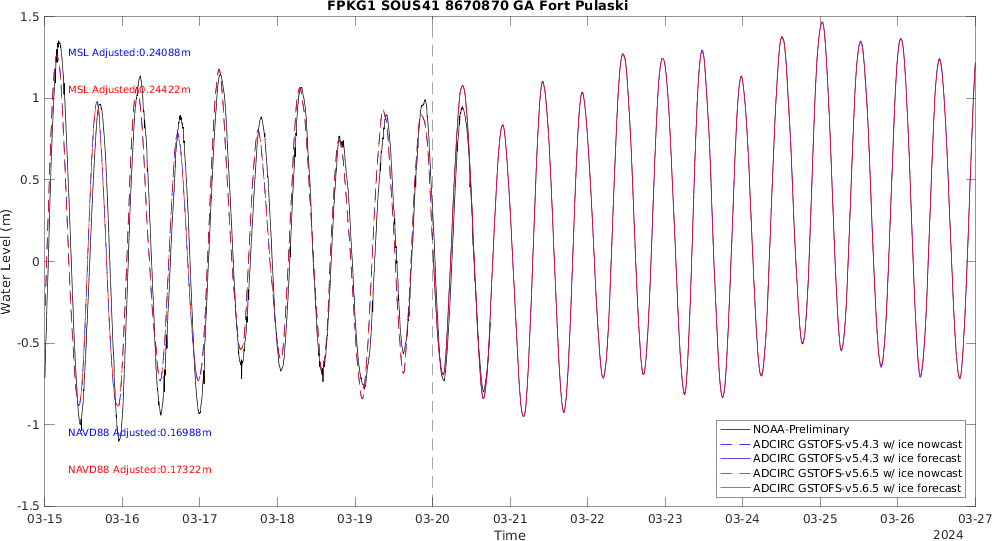 FPKG1 SOUS41 8670870 GA Fort Pulaski
1.5
1
0.5
0
-0.5
-1
-1.5
Water Level (m)
MSL Adjusted:0.24088m
MSL Adjusted:0.24422m
NAVD88 Adjusted:0.16988m
NAVD88 Adjusted:0.17322m
NOAA-Preliminary
ADCIRC GSTOFS-v5.4.3 w/ ice nowcast
ADCIRC GSTOFS-v5.4.3 w/ ice forecast
ADCIRC GSTOFS-v5.6.5 w/ ice nowcast
ADCIRC GSTOFS-v5.6.5 w/ ice forecast
03-15 03-16 03-17 03-18 03-19 03-20 03-21 03-22 03-23 03-24 03-25 03-26 03-27
Time
2024